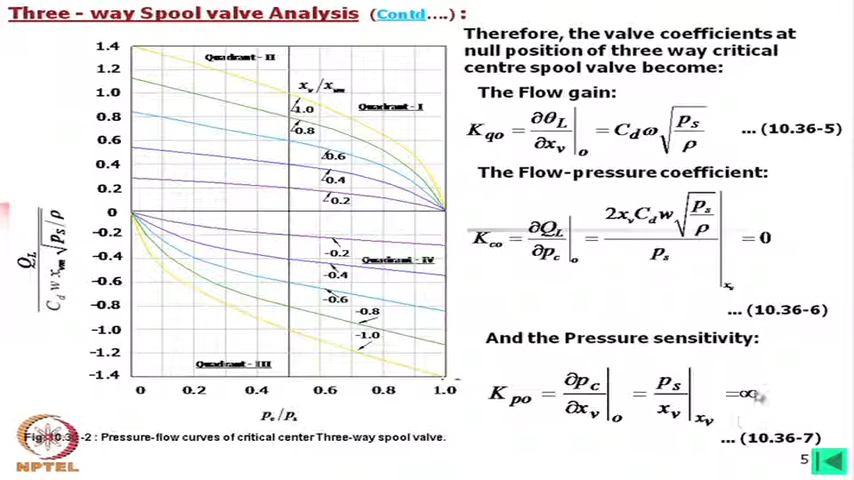 Three - way Spool valve Analysis (Contd....) :
Therefore, the valve coefficients at
null position of three way critical
centre spool valve become:
The Flow gain:
K_qo = ∂θ_L/∂x_v |_o = C_d ω √(p_s/ρ) ... (10.36-5)
The Flow-pressure coefficient:
K_co = ∂Q_L/∂p_c |_o = 2x_v C_d w √(p_s/ρ) / p_s |_x_v = 0
... (10.36-6)
And the Pressure sensitivity:
K_po = ∂p_c/∂x_v |_o = p_s/x_v |_x_v =∞
... (10.36-7)
1.4
1.2
1.0
0.8
0.6
0.4
0.2
0
-0.2
-0.4
-0.6
-0.8
-1.0
-1.2
-1.4
Quadrant - II
x_v/x_vm
Quadrant - I
1.0
0.8
0.6
0.4
0.2
-0.2
-0.4
Quadrant - IV
-0.6
-0.8
-1.0
Quadrant - III
Q_L / C_d w x_vm √(p_s/ρ)
0 0.2 0.4 0.6 0.8 1.0
: Pressure-flow curves of critical center Three-way spool valve.
NPTEL
5